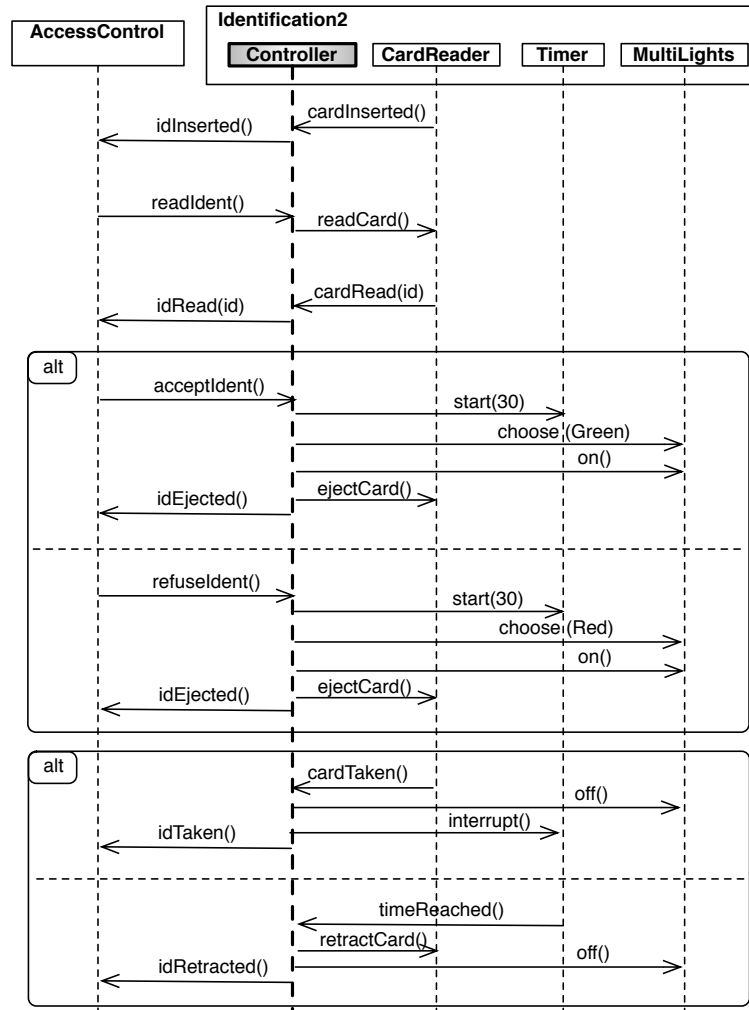 Identification2
AccessControl
Controller
CardReader
Timer
MultiLights
cardInserted()
idInserted()
readIdent()
readCard()
cardRead(id)
idRead(id)
alt
acceptIdent()
start(30)
choose (Green)
on()
ejectCard()
idEjected()
refuseIdent()
start(30)
choose (Red)
on()
ejectCard()
idEjected()
alt
cardTaken()
off()
interrupt()
idTaken()
timeReached()
retractCard()
off()
idRetracted()